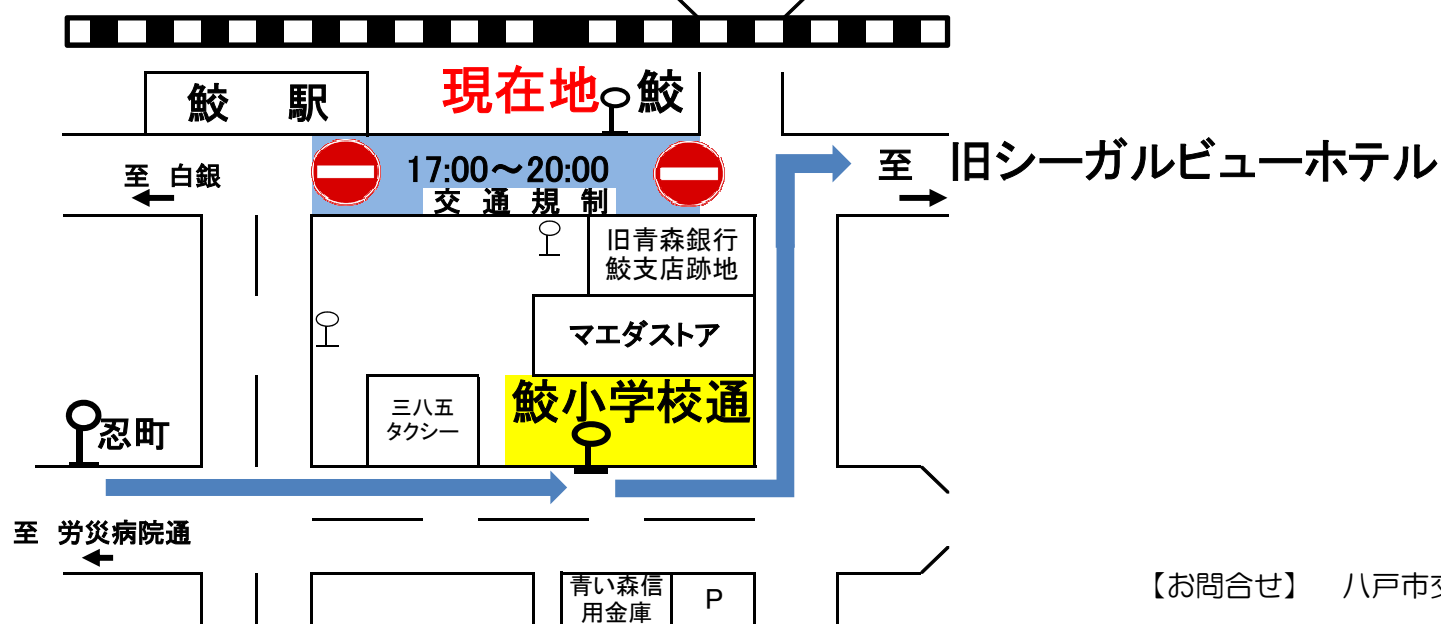 鮫 駅
現在地
鮫
17:00～20:00
交 通 規 制
至 白銀
至 旧シーガルビューホテル
旧青森銀行
鮫支店跡地
マエダストア
鮫小学校通
三八五
タクシー
忍町
至 労災病院通
青い森信
用金庫
P
【お問合せ】 八戸市交